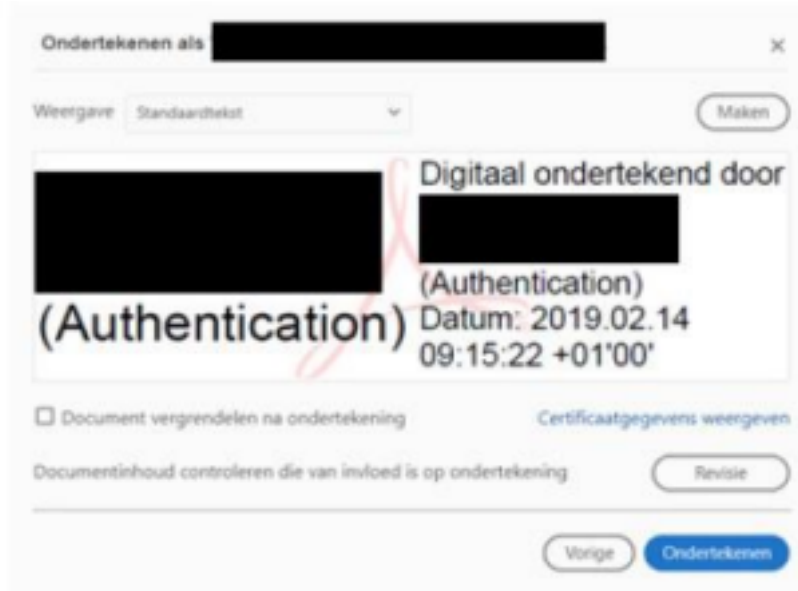 Ondertekenen als
Weergave Standaardtekst Maken
(Authentication)
Digitaal ondertekend door
(Authentication)
Datum: 2019.02.14
09:15:22 +01'00'
Document vergrendelen na ondertekening Certificaatgegevens weergeven
Documentinhoud controleren die van invloed is op ondertekening Revisie
Vorige Ondertekenen